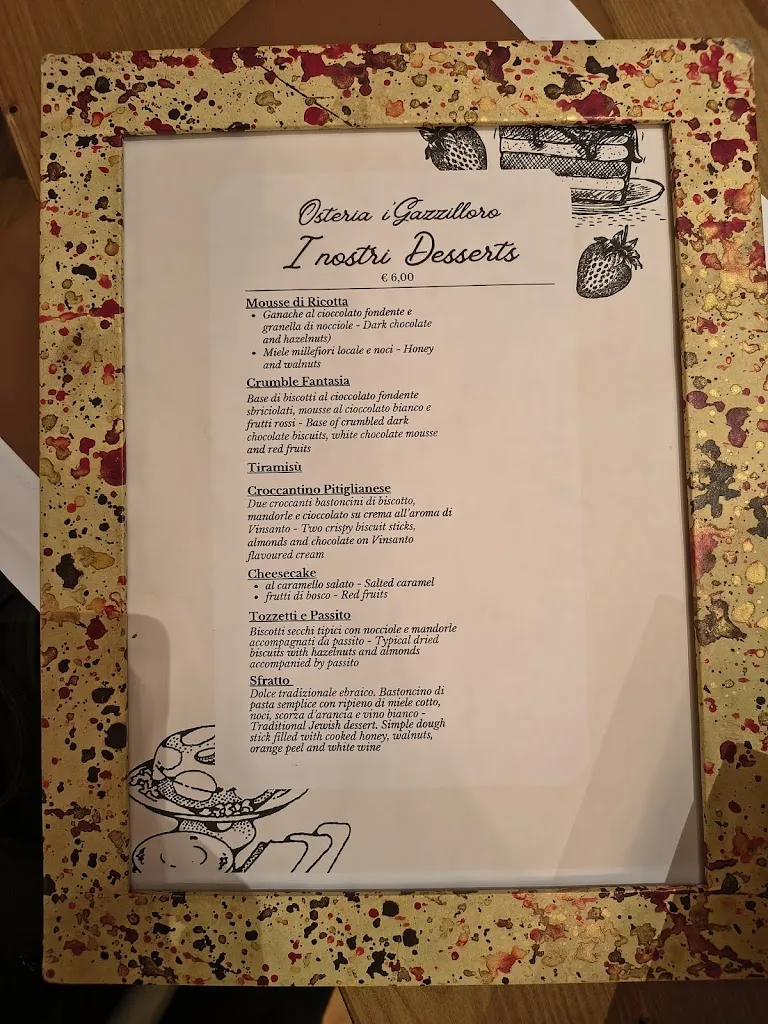 Osteria i'Gazzilloro
I nostri Desserts
€ 6,00
Mousse di Ricotta
• Ganache al cioccolato fondente e
granella di nocciole - Dark chocolate
and hazelnuts)
• Miele millefiori locale e noci - Honey
and walnuts
Crumble Fantasia
Base di biscotti al cioccolato fondente
sbriciolati, mousse al cioccolato bianco e
frutti rossi - Base of crumbled dark
chocolate biscuits, white chocolate mousse
and red fruits
Tiramisù
Croccantino Pitiglianese
Due croccanti bastoncini di biscotto,
mandorle e cioccolato su crema all'aroma di
Vinsanto - Two crispy biscuit sticks,
almonds and chocolate on Vinsanto
flavoured cream
Cheesecake
• al caramello salato - Salted caramel
• frutti di bosco - Red fruits
Tozzetti e Passito
Biscotti secchi tipici con nocciole e mandorle
accompagnati da passito - Typical dried
biscuits with hazelnuts and almonds
accompanied by passito
Sfratto
Dolce tradizionale ebraico. Bastoncino di
pasta semplice con ripieno di miele cotto,
noci, scorza d'arancia e vino bianco -
Traditional Jewish dessert. Simple dough
stick filled with cooked honey, walnuts,
orange peel and white wine